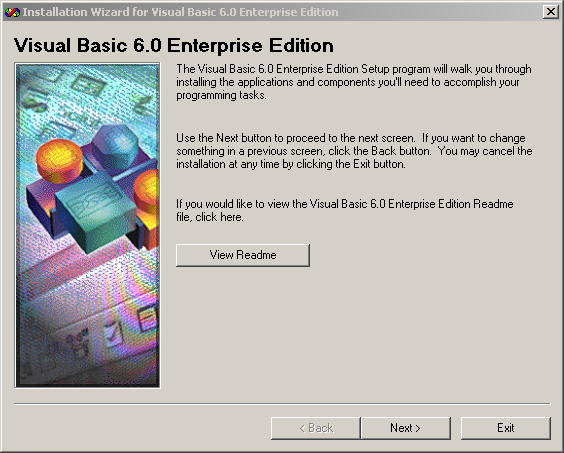 Installation Wizard for Visual Basic 6.0 Enterprise Edition
Visual Basic 6.0 Enterprise Edition
The Visual Basic 6.0 Enterprise Edition Setup program will walk you through
installing the applications and components you'll need to accomplish your
programming tasks.
Use the Next button to proceed to the next screen.  If you want to change
something in a previous screen, click the Back button.  You may cancel the
installation at any time by clicking the Exit button.
If you would like to view the Visual Basic 6.0 Enterprise Edition Readme
file, click here.
View Readme
< Back
Next >
Exit